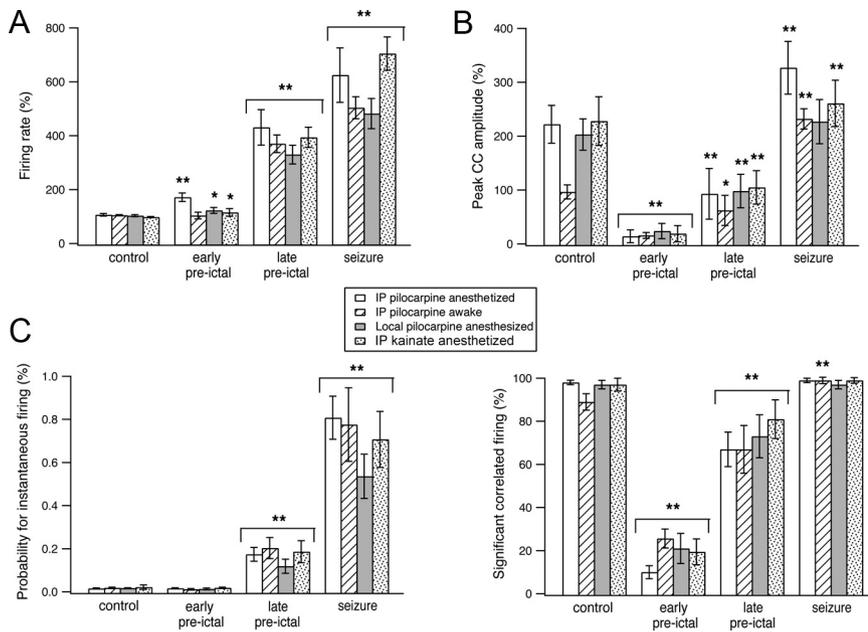 A
Firing rate (%)
800
600
400
200
0
**
*
*
**
**
control
early
pre-ictal
late
pre-ictal
seizure
B
Peak CC amplitude (%)
400
300
200
100
0
**
**
*
**
**
**
**
**
control
early
pre-ictal
late
pre-ictal
seizure
IP pilocarpine anesthetized
IP pilocarpine awake
Local pilocarpine anesthesized
IP kainate anesthetized
C
Probability for instantaneous firing (%)
1.0
0.8
0.6
0.4
0.2
0.0
**
**
control
early
pre-ictal
late
pre-ictal
seizure
Significant correlated firing (%)
100
80
60
40
20
0
**
**
**
control
early
pre-ictal
late
pre-ictal
seizure